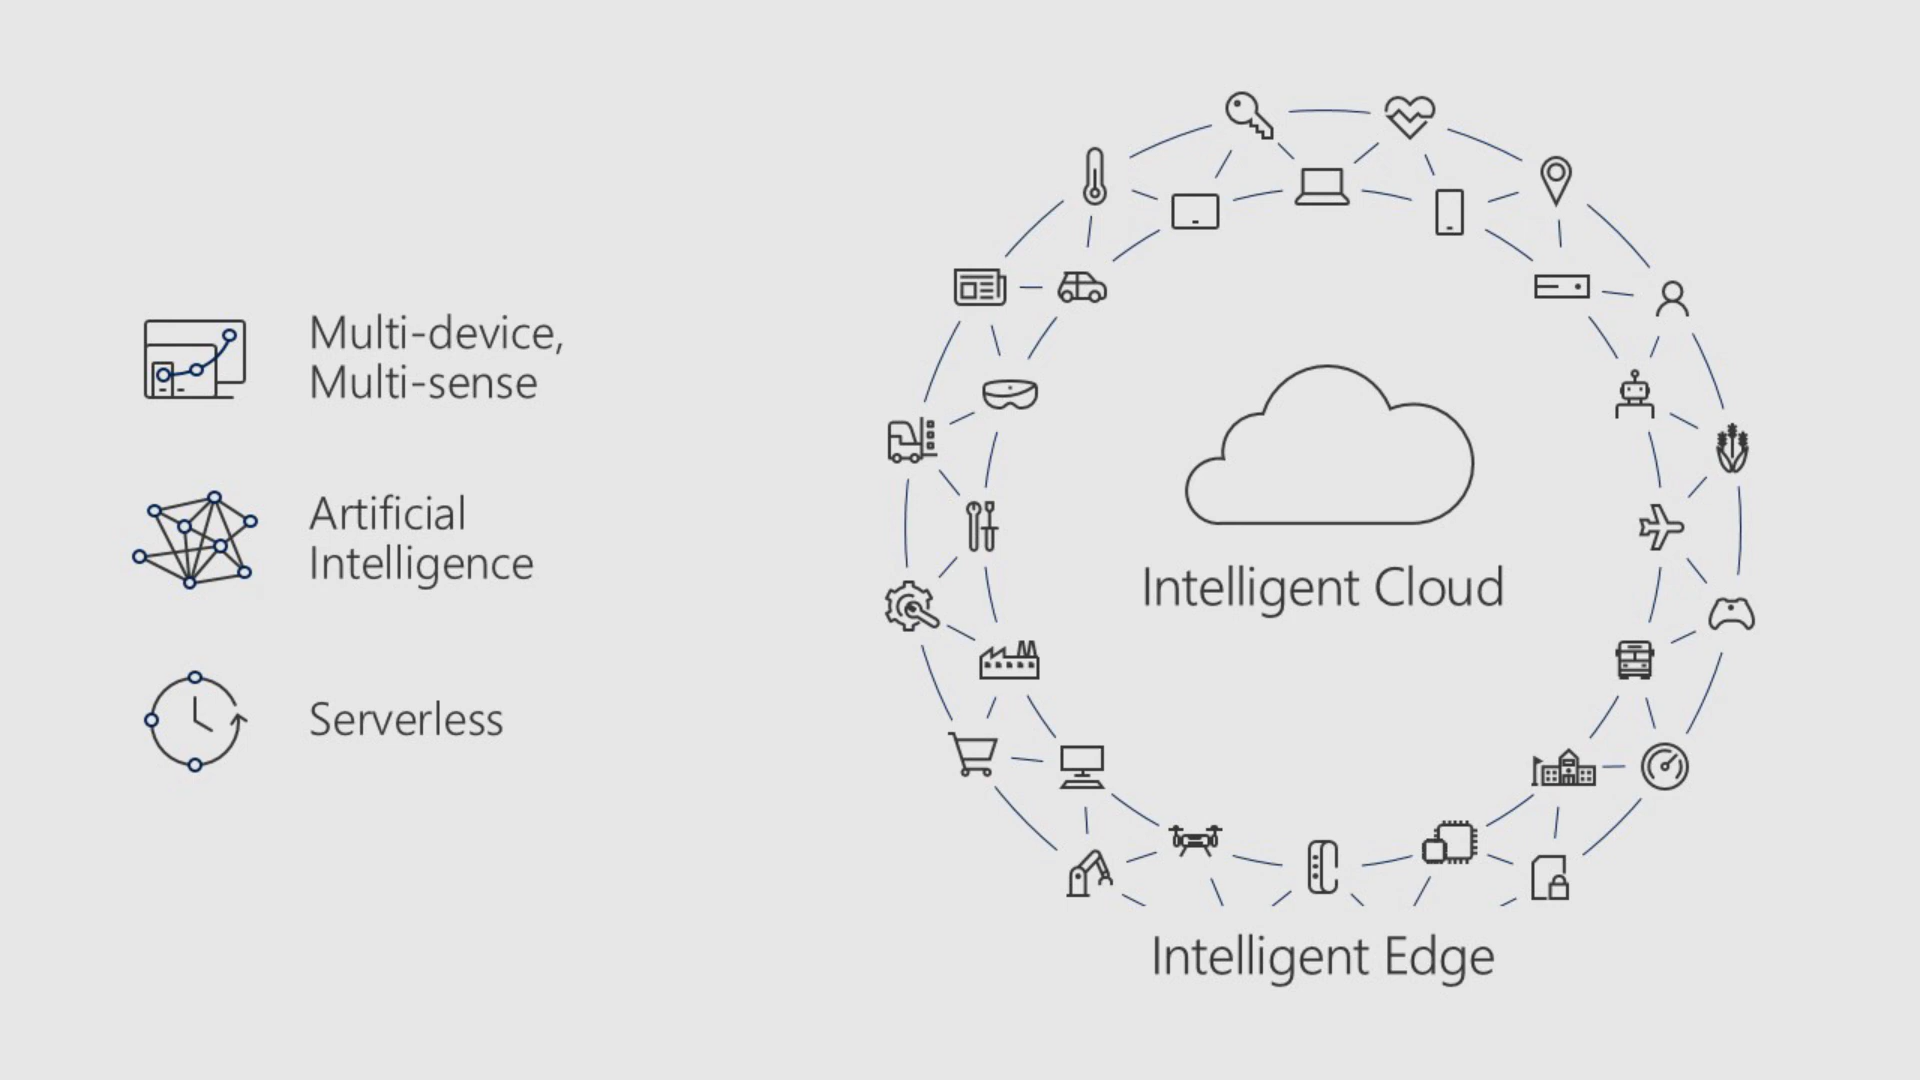 Multi-device,
Multi-sense
Artificial
Intelligence
Serverless
Intelligent Cloud
Intelligent Edge